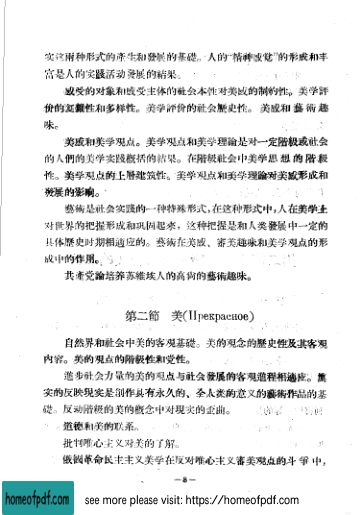 实这兩种形式的产生和發展的基礎。人的“精神感觉”的形成和丰
富是人的实踐活动發展的結果。
感受的对象和感受主体的社会本性对美感的制約性。美学評
价的复雜性和多样性。美学評价的社会歷史性。美感和藝術趣
味。
美感和美学观点。美学观点和美学理論是对一定階級或社会
的人們的美学实踐概括的結果。在階級社会中美学思想的階級
性。美学观点的上層建筑性。美学观点和美学理論对美感形成和
發展的影响。
藝術是社会实踐的一种特殊形式，在这种形式中，人在美学上
对世界的把握形成和巩固起來，这种把握是和人类發展中一定的
具体歷史时期相適应的。藝術在美感、審美趣味和美学观点的形
成中的作用。
共產党論培养苏維埃人的高尚的藝術趣味。
第二節 美(Прекрасное)
自然界和社会中美的客观基礎。美的观念的歷史性及其客观
內容。美的观点的階級性和党性。
進步社会力量的美的观点与社会發展的客观進程相適应。真
实的反映現实是創作具有永久的、全人类的意义的藝術作品的基
礎。反动階級的美的概念中对現实的歪曲。
道德和美的联系。
批判唯心主义对美的了解。
俄国革命民主主义美学在反对唯心主义審美观点的斗爭中，
—8—
homeofpdf.com
see more please visit: https://homeofpdf.com